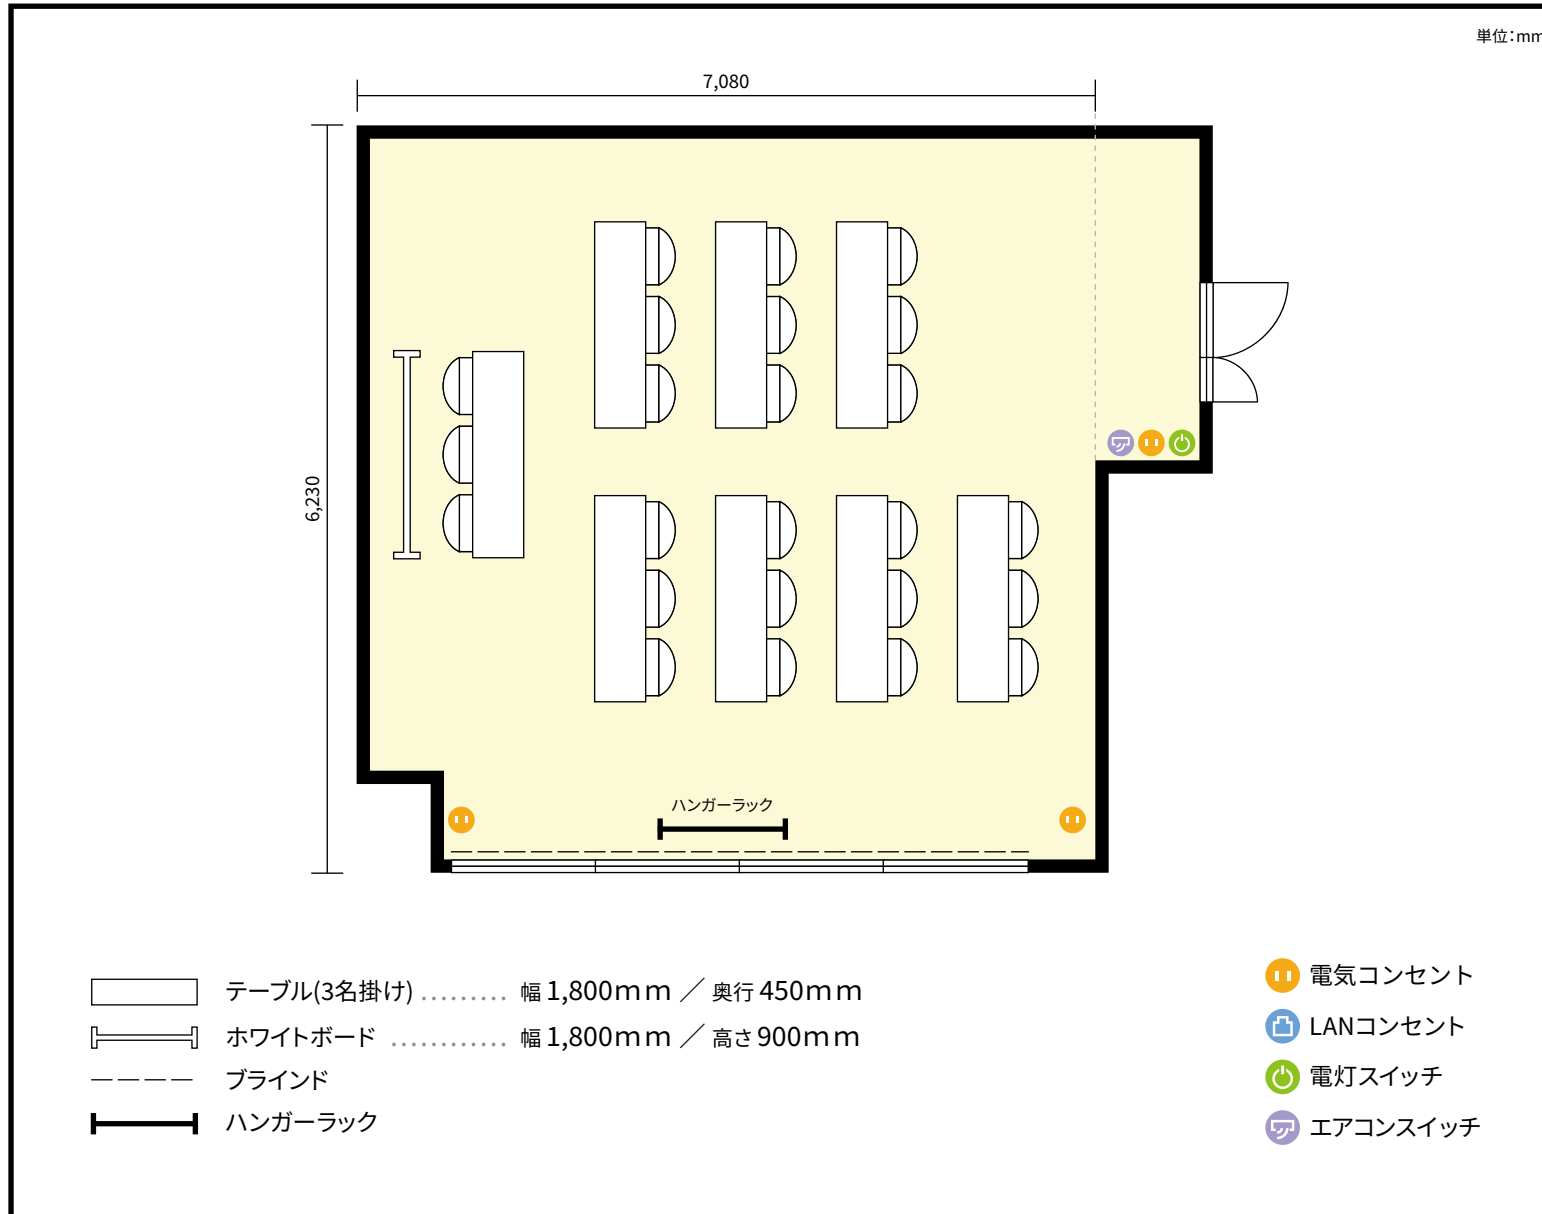 単位：mm
7,080
6,230
ハンガーラック
テーブル(3名掛け) ......... 幅 1,800mm ／ 奥行 450mm
ホワイトボード ............ 幅 1,800mm ／ 高さ 900mm
ブラインド
ハンガーラック
電気コンセント
LANコンセント
電灯スイッチ
エアコンスイッチ